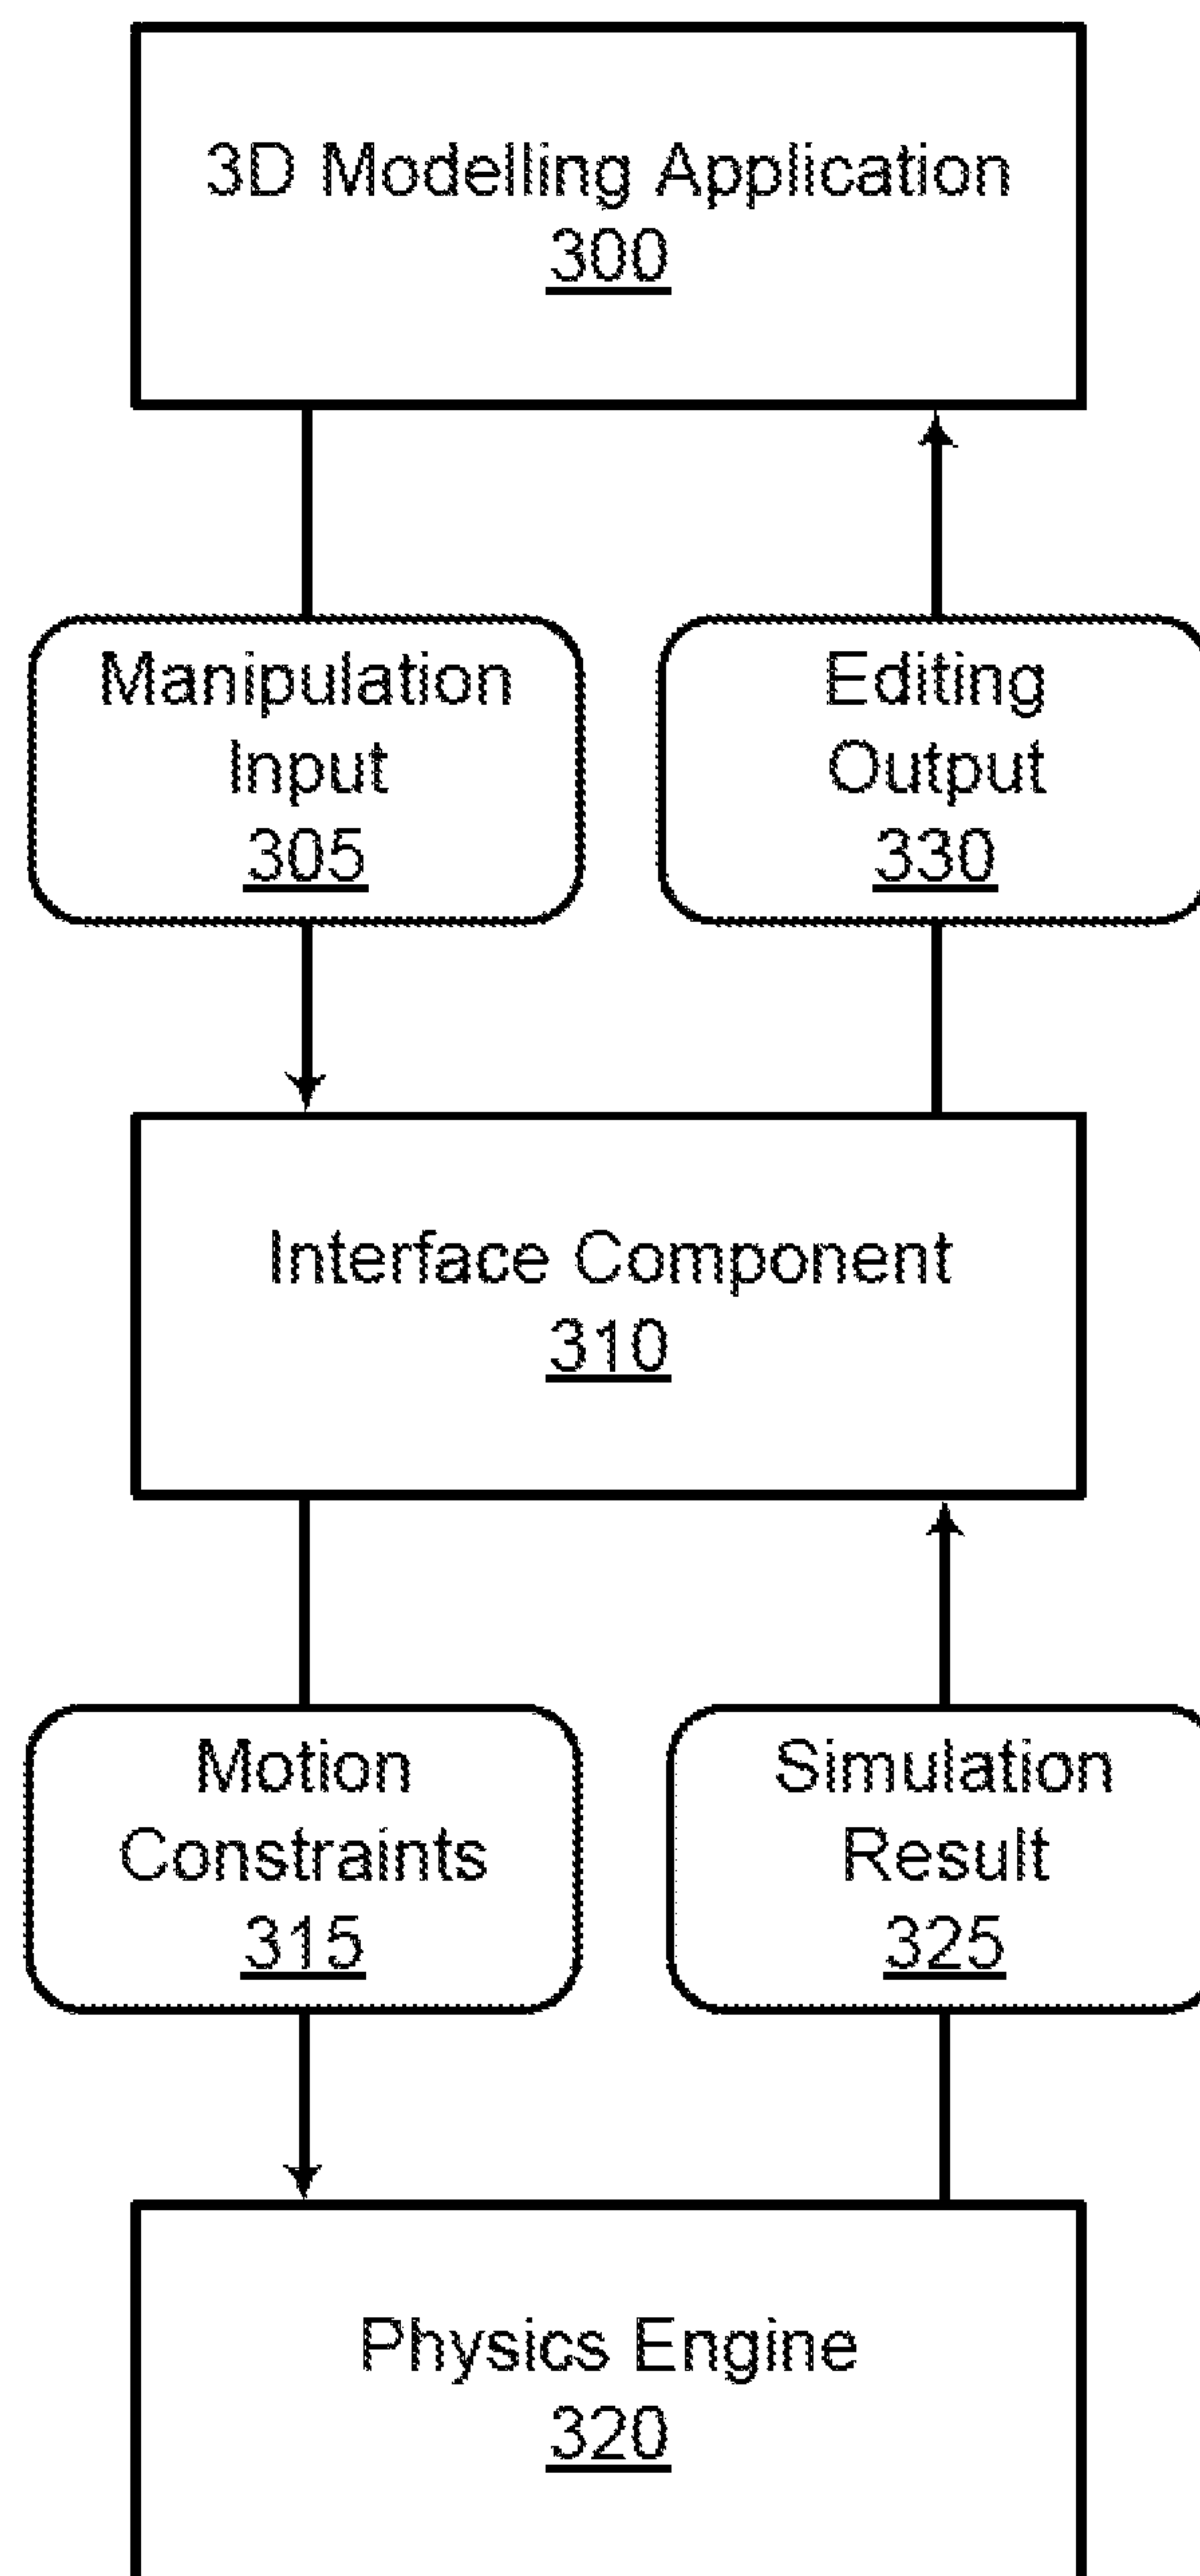 3D Modelling Application
300
Manipulation
Input
305
Editing
Output
330
Interface Component
310
Motion
Constraints
315
Simulation
Result
325
Physics Engine
320